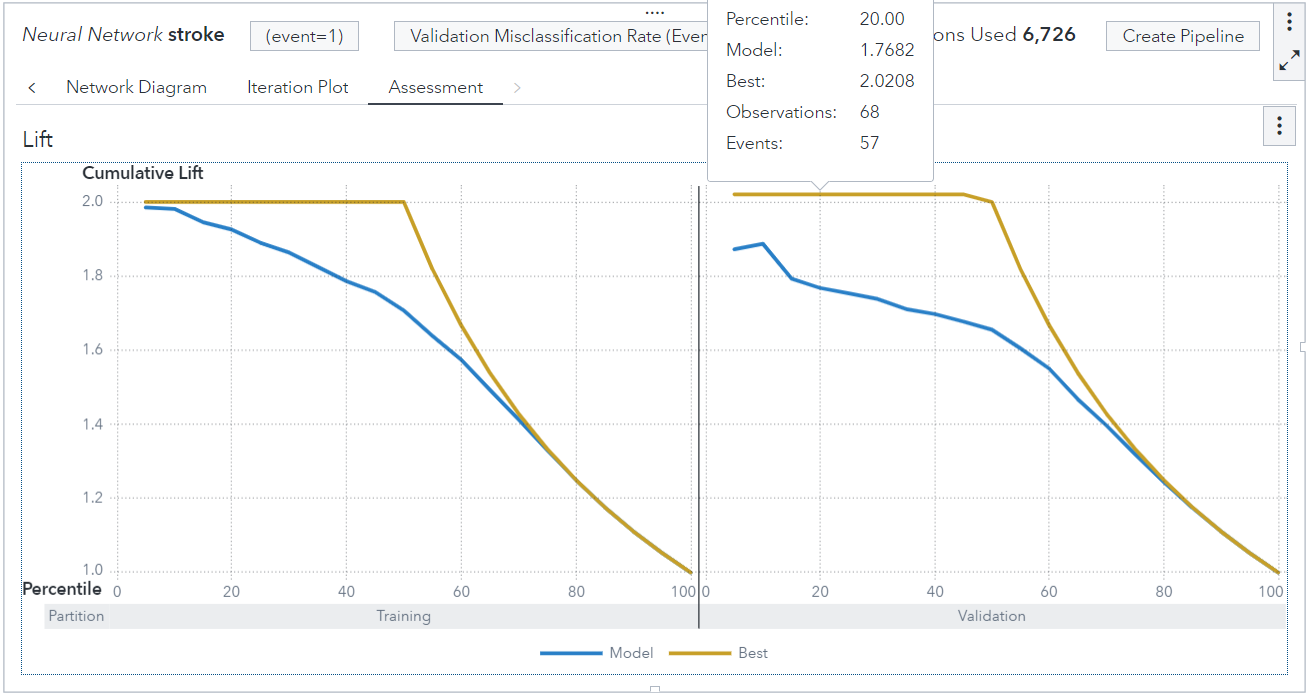 Neural Network stroke (event=1) Validation Misclassification Rate (Even ons Used 6,726 Create Pipeline
Percentile: 20.00
Model: 1.7682
Best: 2.0208
Observations: 68
Events: 57
Network Diagram Iteration Plot Assessment
Lift
Cumulative Lift
2.0
1.8
1.6
1.4
1.2
1.0
Percentile 0 20 40 60 80 100 0 20 40 60 80 100
Partition Training Validation
Model Best